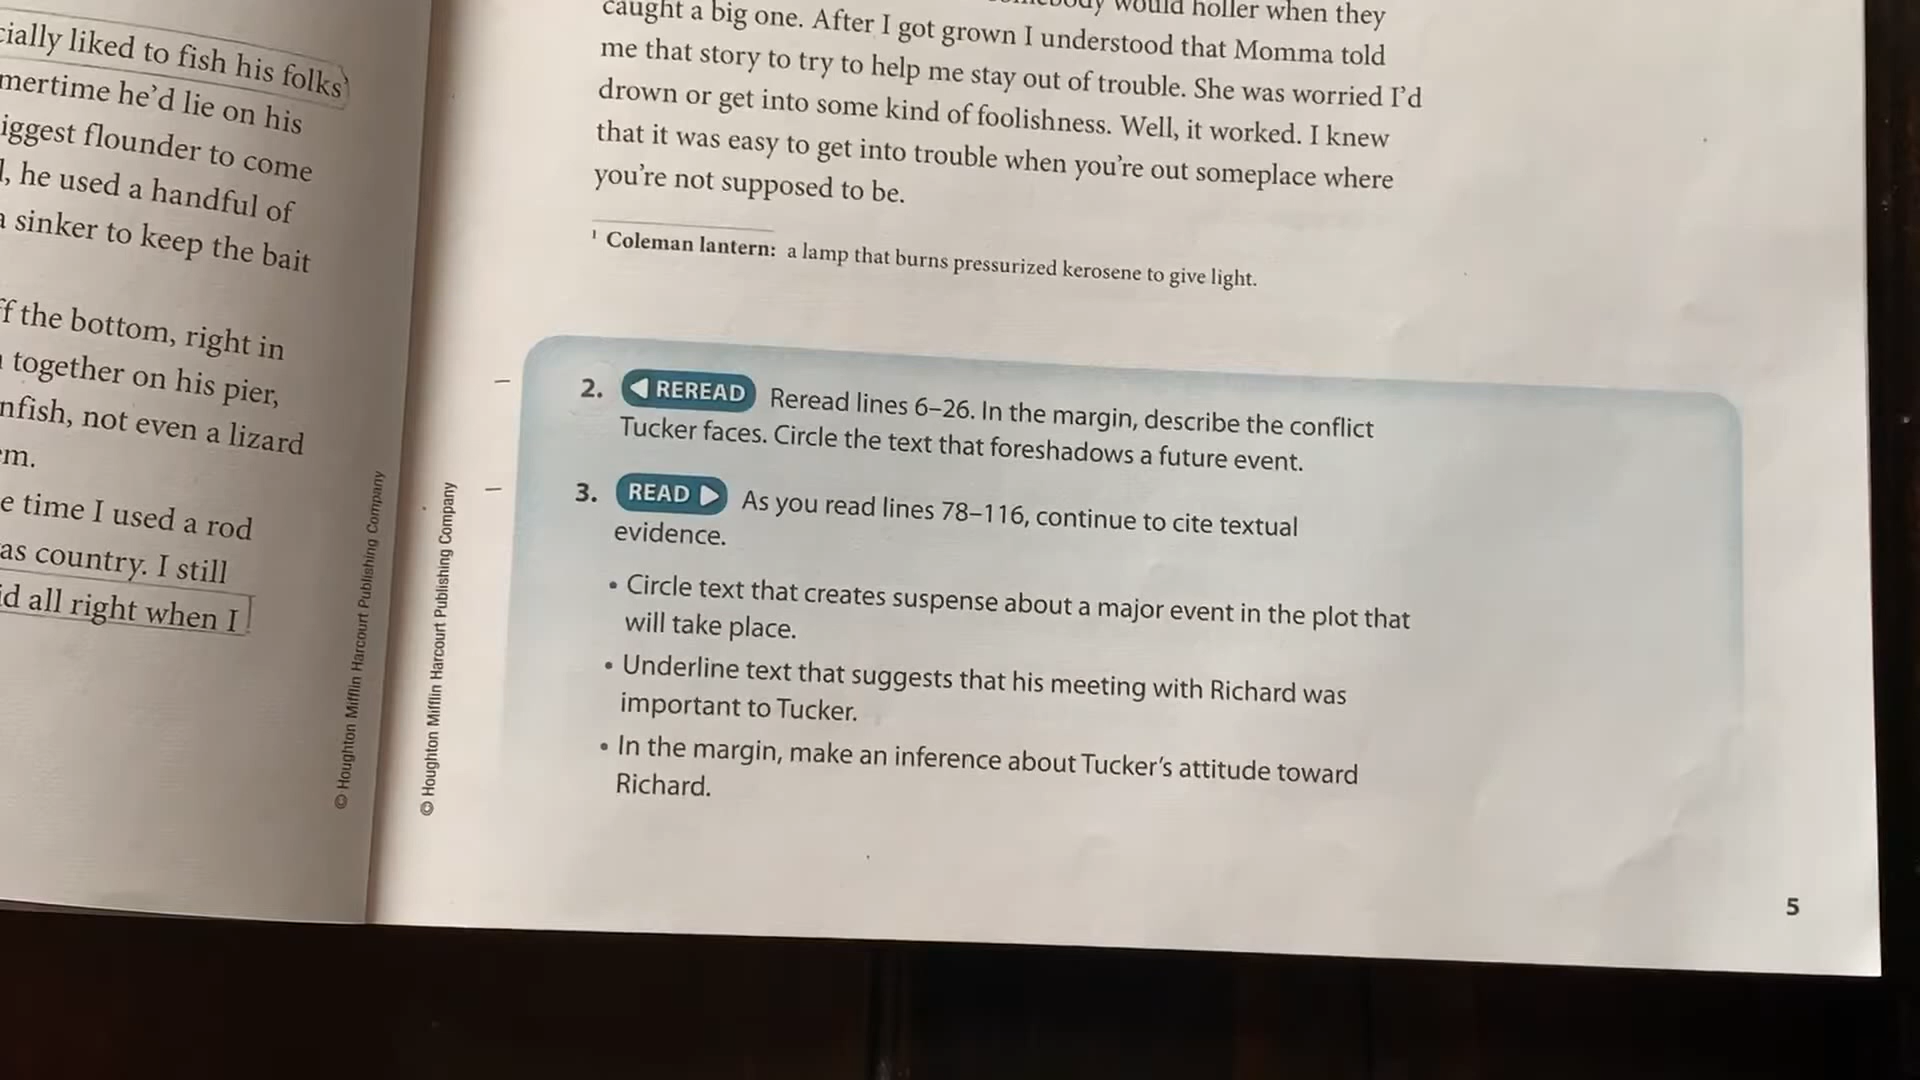 cially liked to fish his folks'
mertime he'd lie on his
iggest flounder to come
, he used a handful of
a sinker to keep the bait
f the bottom, right in
together on his pier,
nfish, not even a lizard
em.
e time I used a rod
as country. I still
id all right when I
© Houghton Mifflin Harcourt Publishing Company
© Houghton Mifflin Harcourt Publishing Company
would holler when they
caught a big one. After I got grown I understood that Momma told
me that story to try to help me stay out of trouble. She was worried I'd
drown or get into some kind of foolishness. Well, it worked. I knew
that it was easy to get into trouble when you're out someplace where
you're not supposed to be.
1 Coleman lantern: a lamp that burns pressurized kerosene to give light.
2. REREAD Reread lines 6–26. In the margin, describe the conflict
Tucker faces. Circle the text that foreshadows a future event.
3. READ As you read lines 78–116, continue to cite textual
evidence.
• Circle text that creates suspense about a major event in the plot that
will take place.
• Underline text that suggests that his meeting with Richard was
important to Tucker.
• In the margin, make an inference about Tucker's attitude toward
Richard.
5